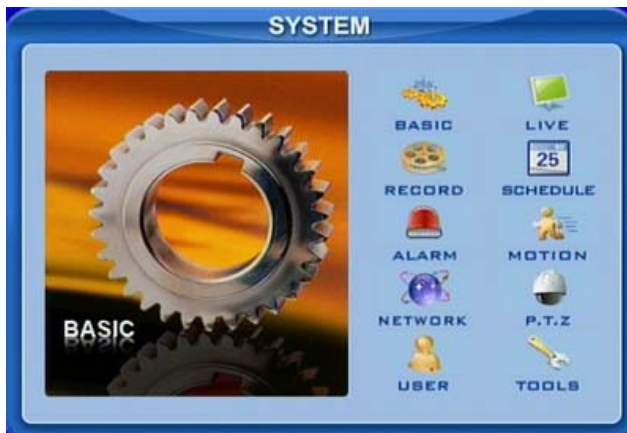 SYSTEM
BASIC
BASIC LIVE
25
RECORD SCHEDULE
ALARM MOTION
NETWORK P.T.Z
USER TOOLS